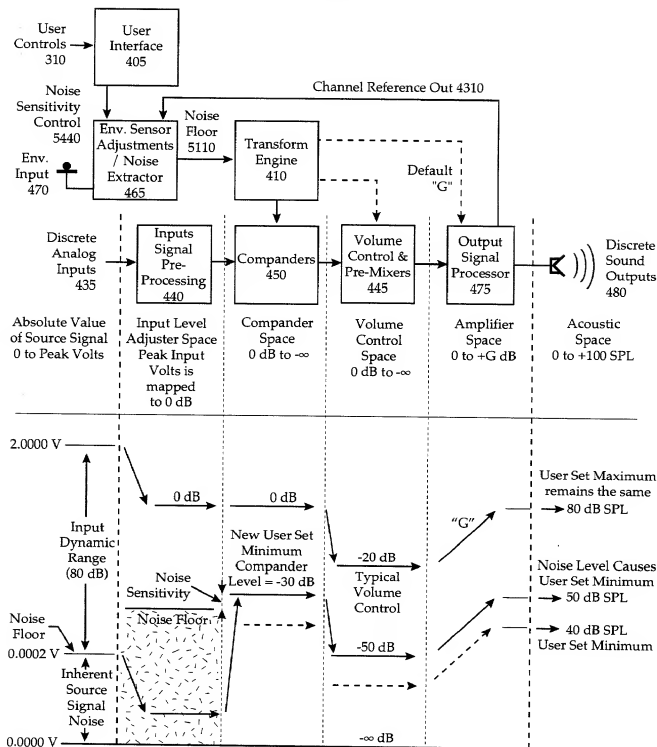 User
Controls
310
User
Interface
405
Channel Reference Out 4310
Noise
Sensitivity
Control
5440
Env.
Input
470
Env. Sensor
Adjustments
/ Noise
Extractor
465
Noise
Floor
5110
Transform
Engine
410
Default
"G"
Discrete
Analog
Inputs
435
Inputs
Signal
Pre-
Processing
440
Companders
450
Volume
Control &
Pre-Mixers
445
Output
Signal
Processor
475
Discrete
Sound
Outputs
480
Absolute Value
of Source Signal
0 to Peak Volts
Input Level
Adjuster Space
Peak Input
Volts is
mapped
to 0 dB
Compander
Space
0 dB to -∞
Volume
Control
Space
0 dB to -∞
Amplifier
Space
0 to +G dB
Acoustic
Space
0 to +100 SPL
2.0000 V
Input
Dynamic
Range
(80 dB)
Noise
Floor
0.0002 V
Inherent
Source
Signal
Noise
0.0000 V
0 dB
Noise
Sensitivity
Noise Floor
0 dB
New User Set
Minimum
Compander
Level = -30 dB
-20 dB
Typical
Volume
Control
-50 dB
-∞ dB
"G"
User Set Maximum
remains the same
80 dB SPL
Noise Level Causes
User Set Minimum
50 dB SPL
40 dB SPL
User Set Minimum